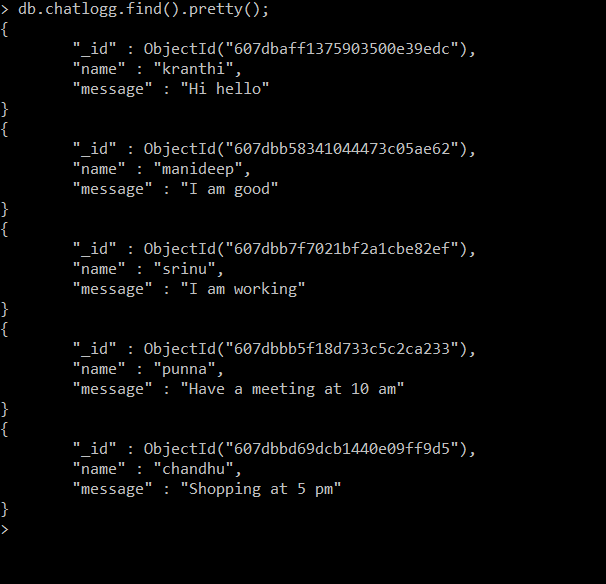 > db.chatlogg.find().pretty();
{
"_id" : ObjectId("607dbaff1375903500e39edc"),
"name" : "kranthi",
"message" : "Hi hello"
}
{
"_id" : ObjectId("607dbb58341044473c05ae62"),
"name" : "manideep",
"message" : "I am good"
}
{
"_id" : ObjectId("607dbb7f7021bf2a1cbe82ef"),
"name" : "srinu",
"message" : "I am working"
}
{
"_id" : ObjectId("607dbbb5f18d733c5c2ca233"),
"name" : "punna",
"message" : "Have a meeting at 10 am"
}
{
"_id" : ObjectId("607dbbd69dcb1440e09ff9d5"),
"name" : "chandhu",
"message" : "Shopping at 5 pm"
}
>